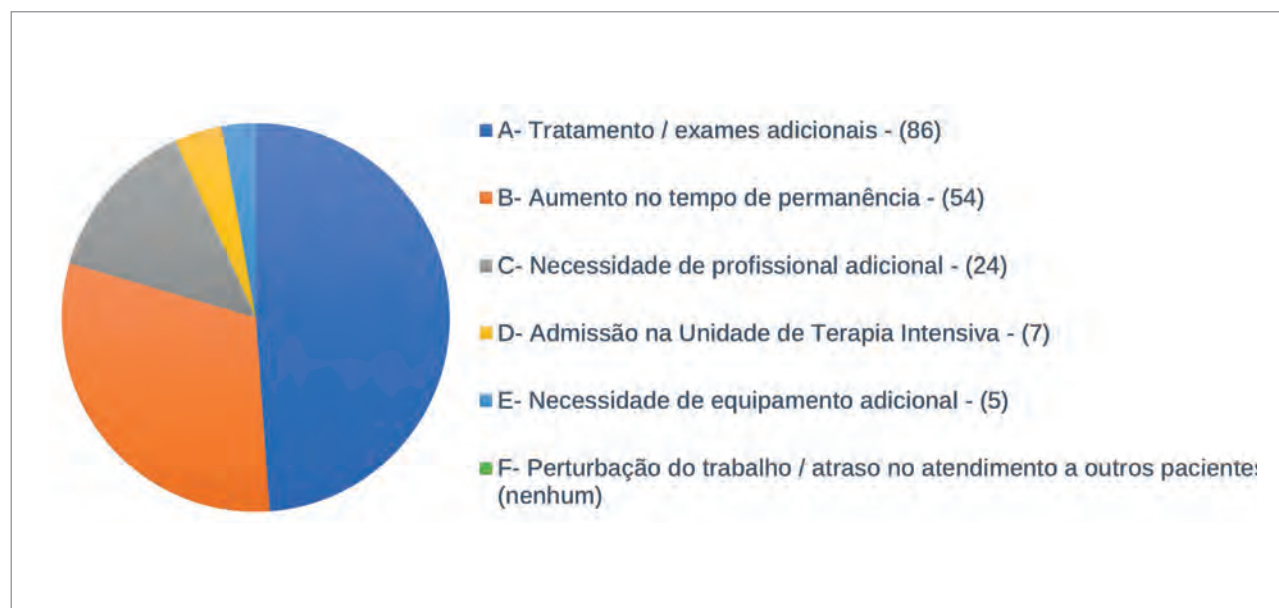 A- Tratamento / exames adicionais - (86)
B- Aumento no tempo de permanência - (54)
C- Necessidade de profissional adicional - (24)
D- Admissão na Unidade de Terapia Intensiva - (7)
E- Necessidade de equipamento adicional - (5)
F- Perturbação do trabalho / atraso no atendimento a outros pacientes
(nenhum)